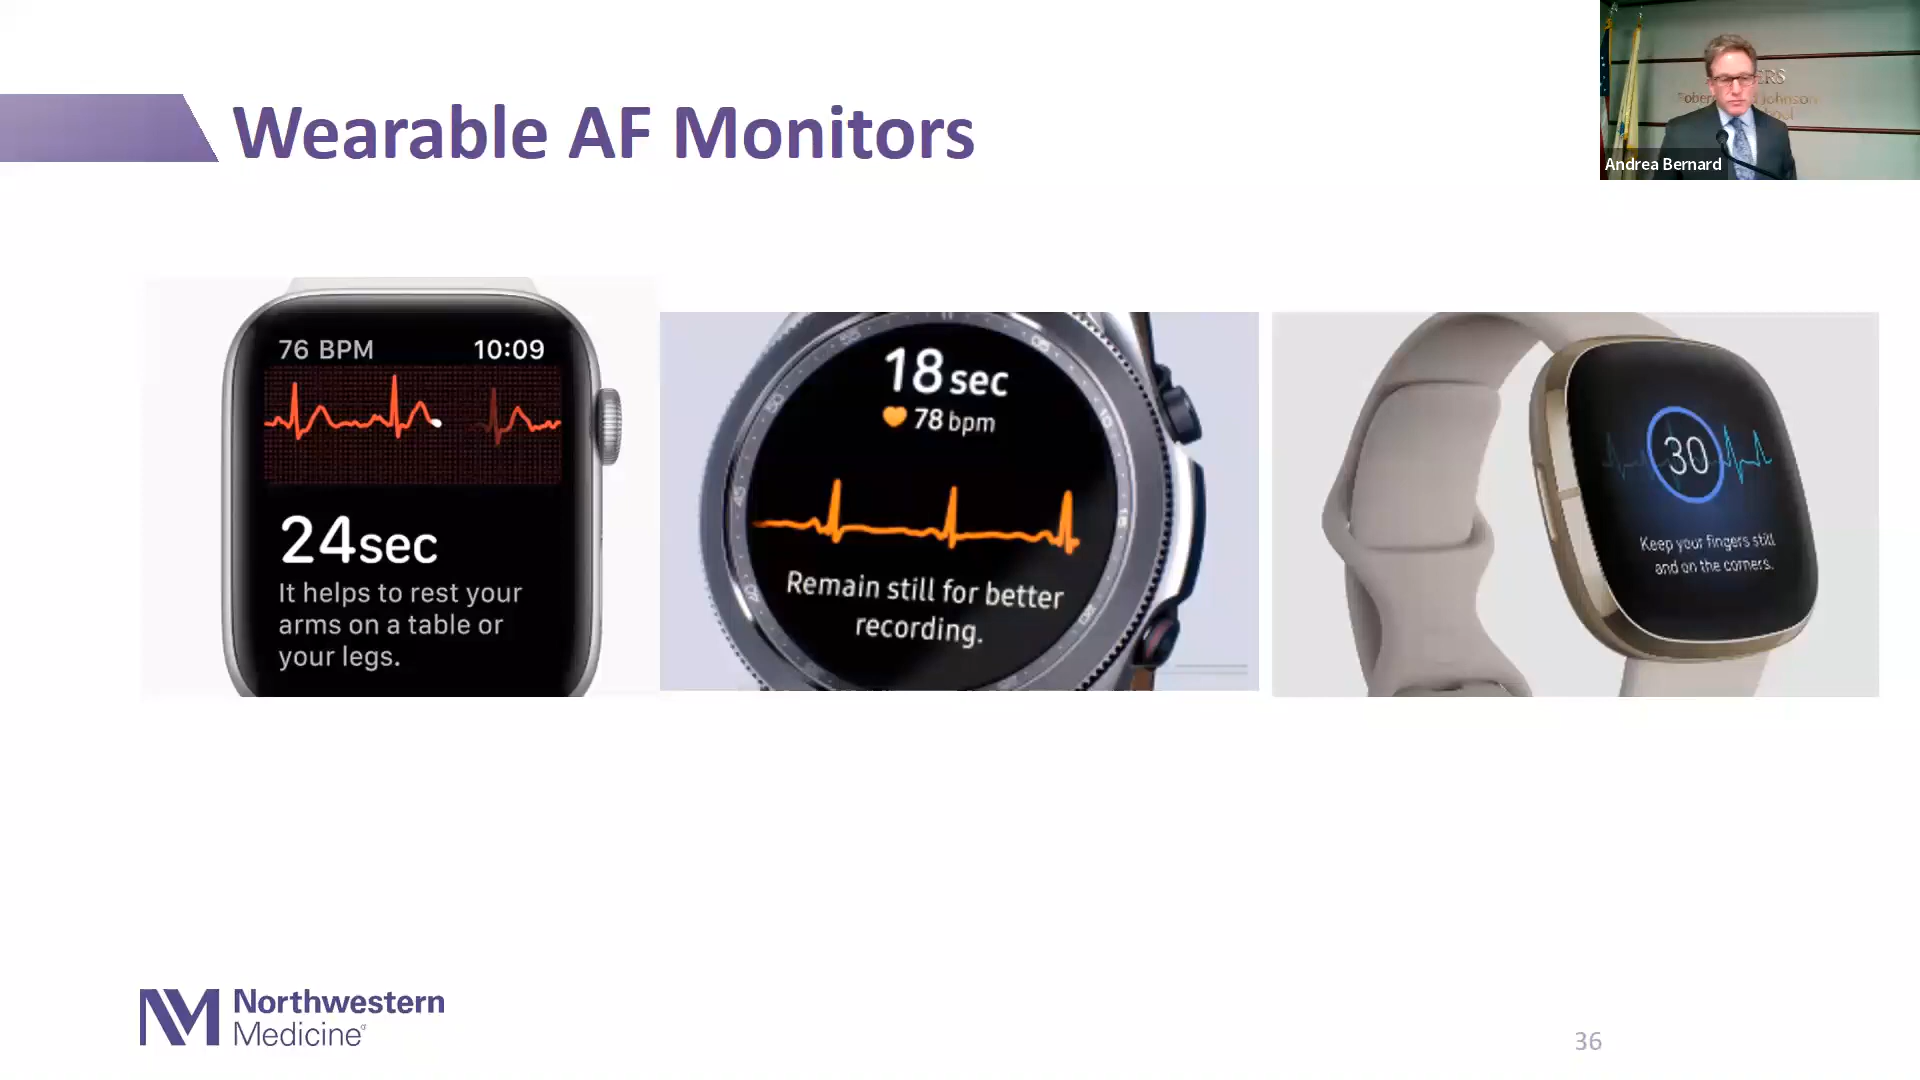 Wearable AF Monitors
Andrea Bernard
76 BPM 10:09
24sec
It helps to rest your
arms on a table or
your legs.
18 sec
78 bpm
Remain still for better
recording.
30
Keep your fingers still
and on the corners.
NM Northwestern
Medicine
36